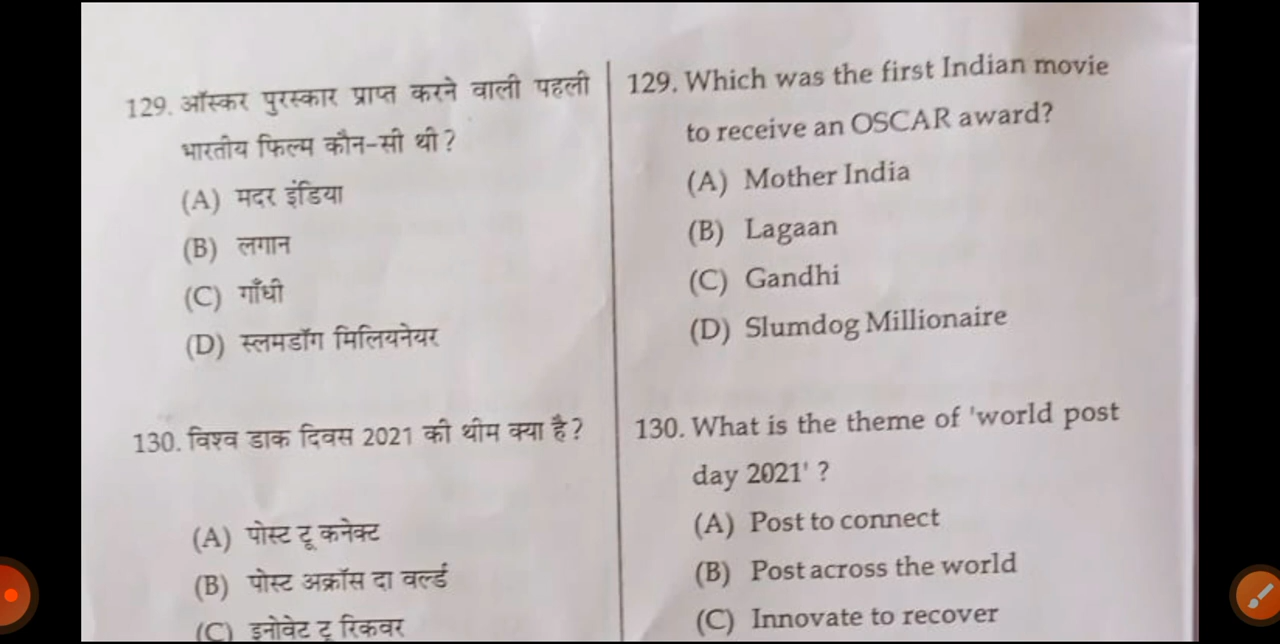 129. ऑस्कर पुरस्कार प्राप्त करने वाली पहली
भारतीय फिल्म कौन-सी थी ?
(A) मदर इंडिया
(B) लगान
(C) गाँधी
(D) स्लमडॉग मिलियनेयर
130. विश्व डाक दिवस 2021 की थीम क्या है ?
(A) पोस्ट टू कनेक्ट
(B) पोस्ट अक्रॉस दा वर्ल्ड
(C) इनोवेट टू रिकवर
129. Which was the first Indian movie
to receive an OSCAR award?
(A) Mother India
(B) Lagaan
(C) Gandhi
(D) Slumdog Millionaire
130. What is the theme of 'world post
day 2021' ?
(A) Post to connect
(B) Post across the world
(C) Innovate to recover